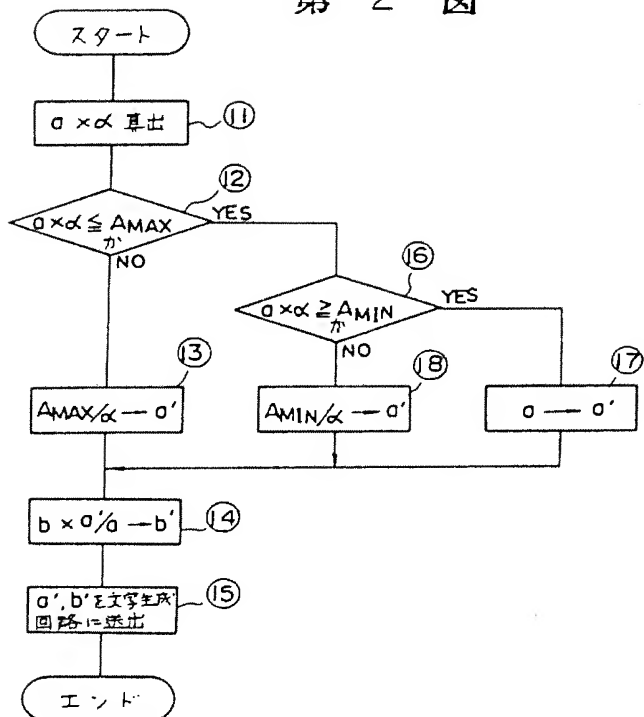 第 2 図
スタート
a × α 算出
⑪
⑫
a × α ≦ AMAX
か
YES
NO
⑯
a × α ≧ AMIN
か
YES
NO
⑬
AMAX/α → a'
⑱
AMIN/α → a'
⑰
a → a'
b × a'/a → b'
⑭
a', b' を文字生成
回路に送出
⑮
エンド